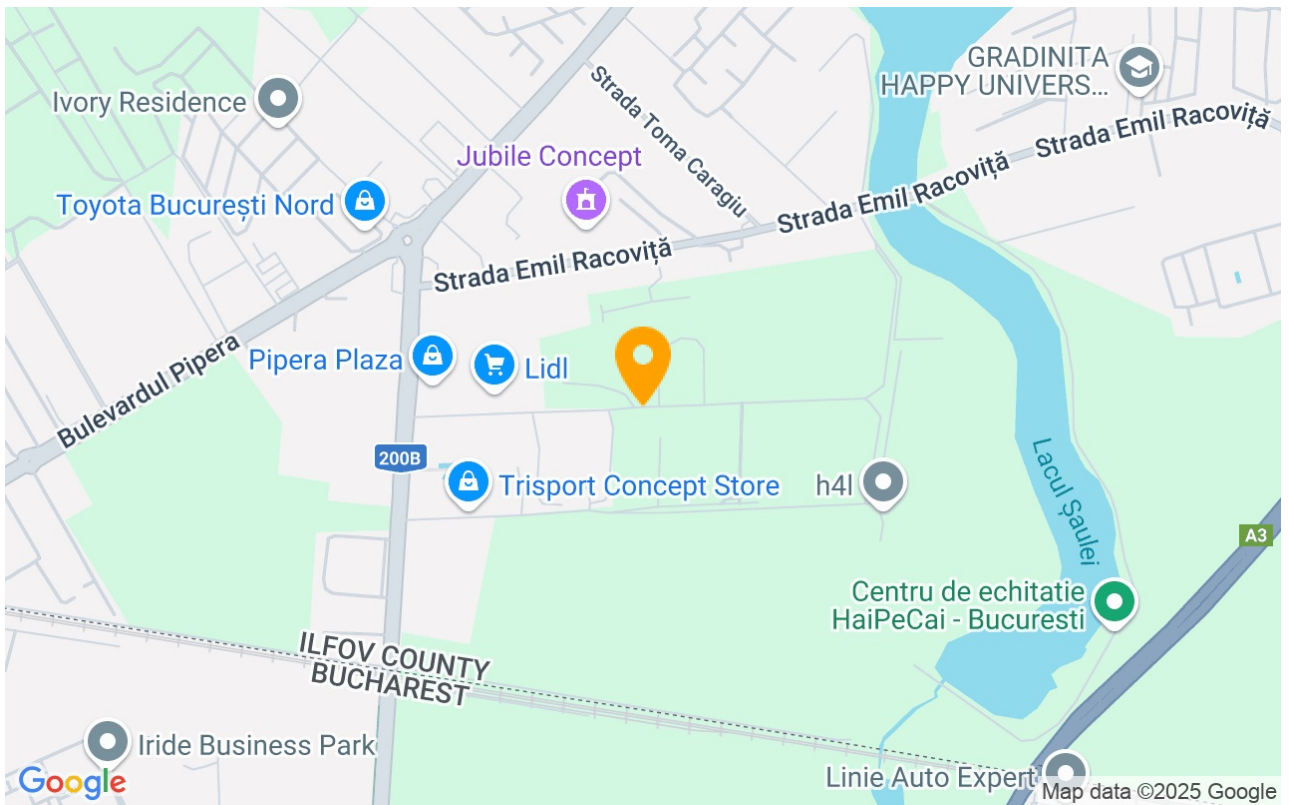 GRADINITA
HAPPY UNIVERS...
Ivory Residence
Strada Toma Caragiu
Strada Emil Racoviță
Jubile Concept
Toyota București Nord
Strada Emil Racoviță
Strada Emil Racoviță
Bulevardul Pipera
Pipera Plaza
Lidl
200B
Trisport Concept Store
h4l
Lacul Șaulei
A3
Centru de echitatie
HaiPeCai - Bucuresti
ILFOV COUNTY
BUCHAREST
Iride Business Park
Linie Auto Expert
Google
Map data ©2025 Google